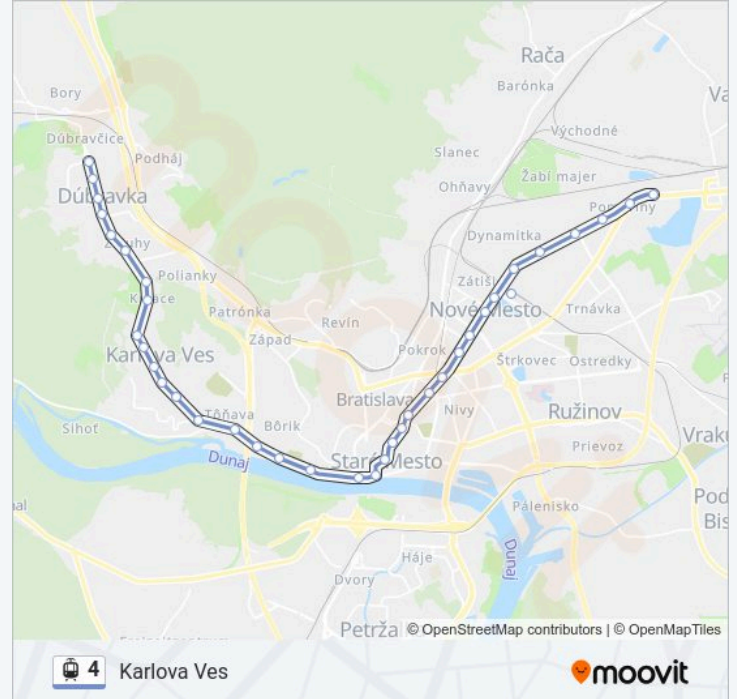 Rača
Bory
Barónka
Va
Východné
Dúbravčice
Podháj
Slanec
Žabí majer
Ohňavy
Dúbravka
Dynamitka
Polianky
Zátiš
Patrónka
Revín
Nové Mesto
Trnávka
Západ
Karlova Ves
Pokrok
Štrkovec
Ostredky
Bratislava
Nivy
Ružinov
Sihoť
Tôňava
Bôrik
Vraku
Staré Mesto
Prievoz
Dunaj
Pod
Bis
Pálenisko
Háje
Dunaj
Dvory
Petrža
© OpenStreetMap contributors | © OpenMapTiles
4 Karlova Ves
moovit